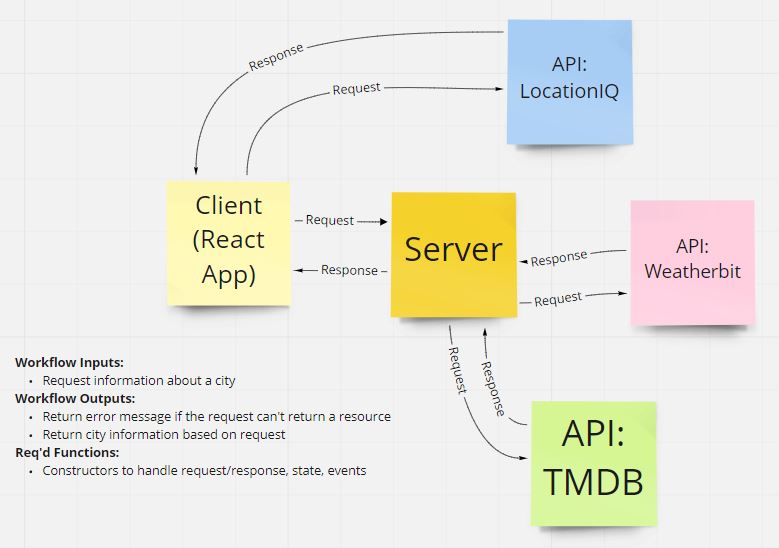 Response
Request
API:
LocationIQ
Client
(React
App)
Request
Response
Server
Response
Request
API:
Weatherbit
Request
Response
API:
TMDB
Workflow Inputs:
• Request information about a city
Workflow Outputs:
• Return error message if the request can't return a resource
• Return city information based on request
Req'd Functions:
• Constructors to handle request/response, state, events